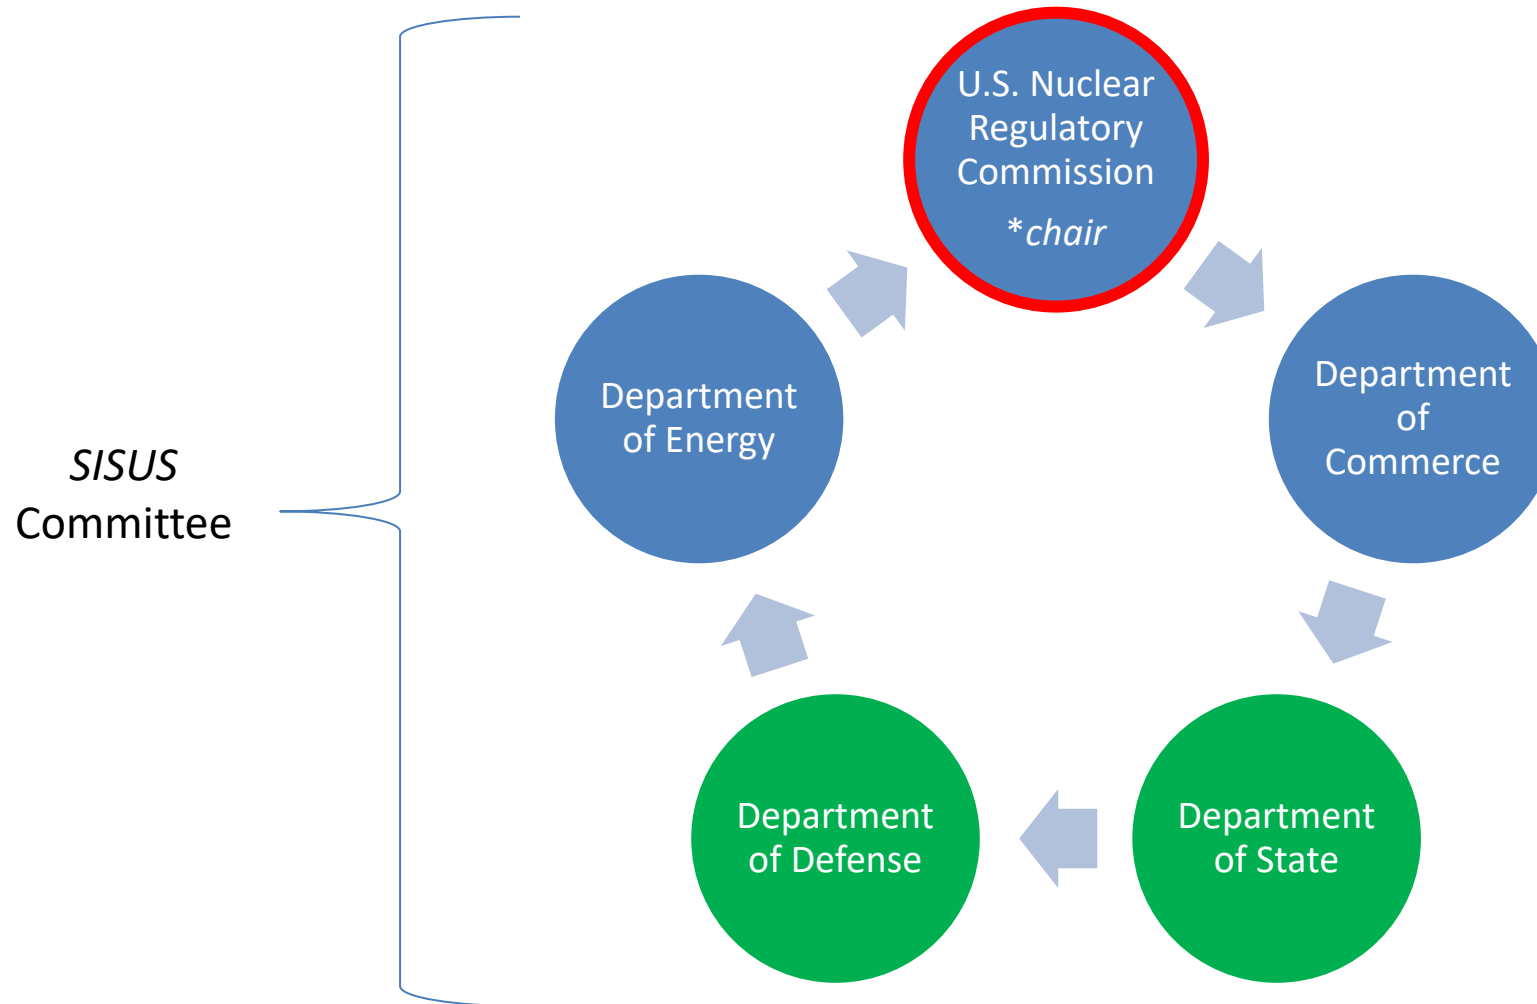 SISUS
Committee
U.S. Nuclear
Regulatory
Commission
*chair
Department
of
Commerce
Department
of State
Department
of Defense
Department
of Energy